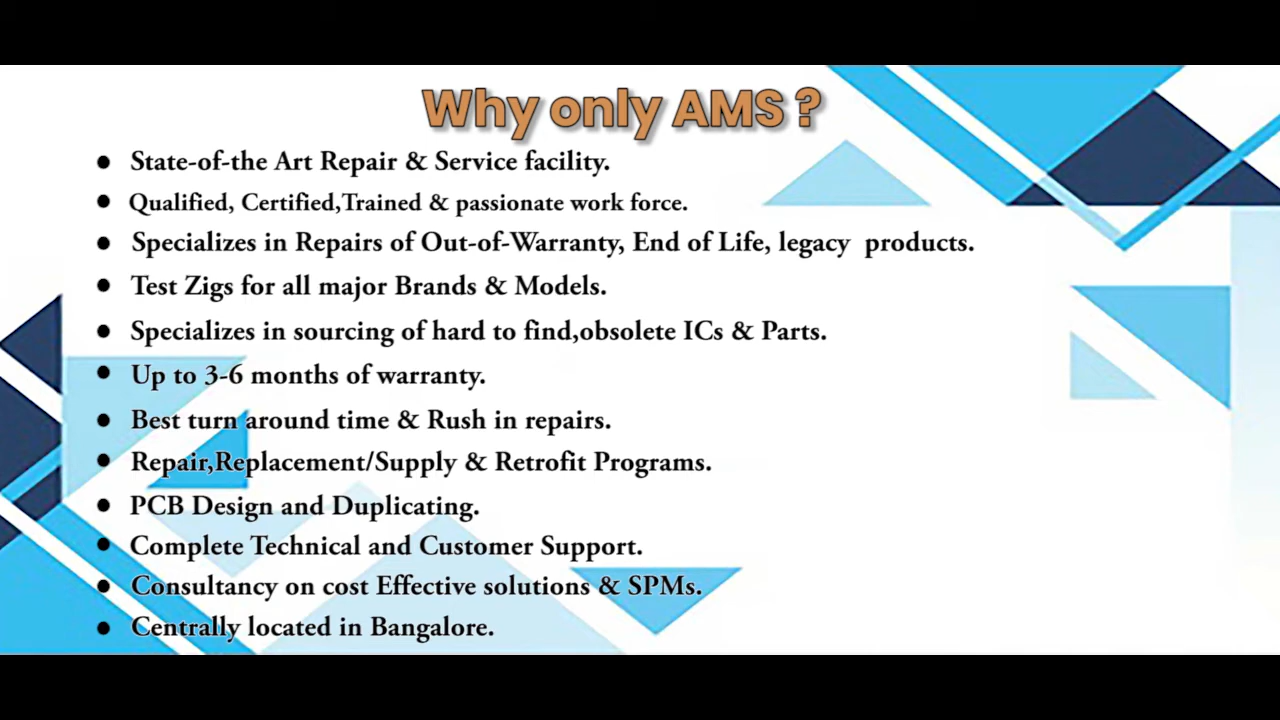 Why only AMS ?
● State-of-the Art Repair & Service facility.
● Qualified, Certified,Trained & passionate work force.
● Specializes in Repairs of Out-of-Warranty, End of Life, legacy  products.
● Test Zigs for all major Brands & Models.
● Specializes in sourcing of hard to find,obsolete ICs & Parts.
● Up to 3-6 months of warranty.
● Best turn around time & Rush in repairs.
● Repair,Replacement/Supply & Retrofit Programs.
● PCB Design and Duplicating.
● Complete Technical and Customer Support.
● Consultancy on cost Effective solutions & SPMs.
● Centrally located in Bangalore.